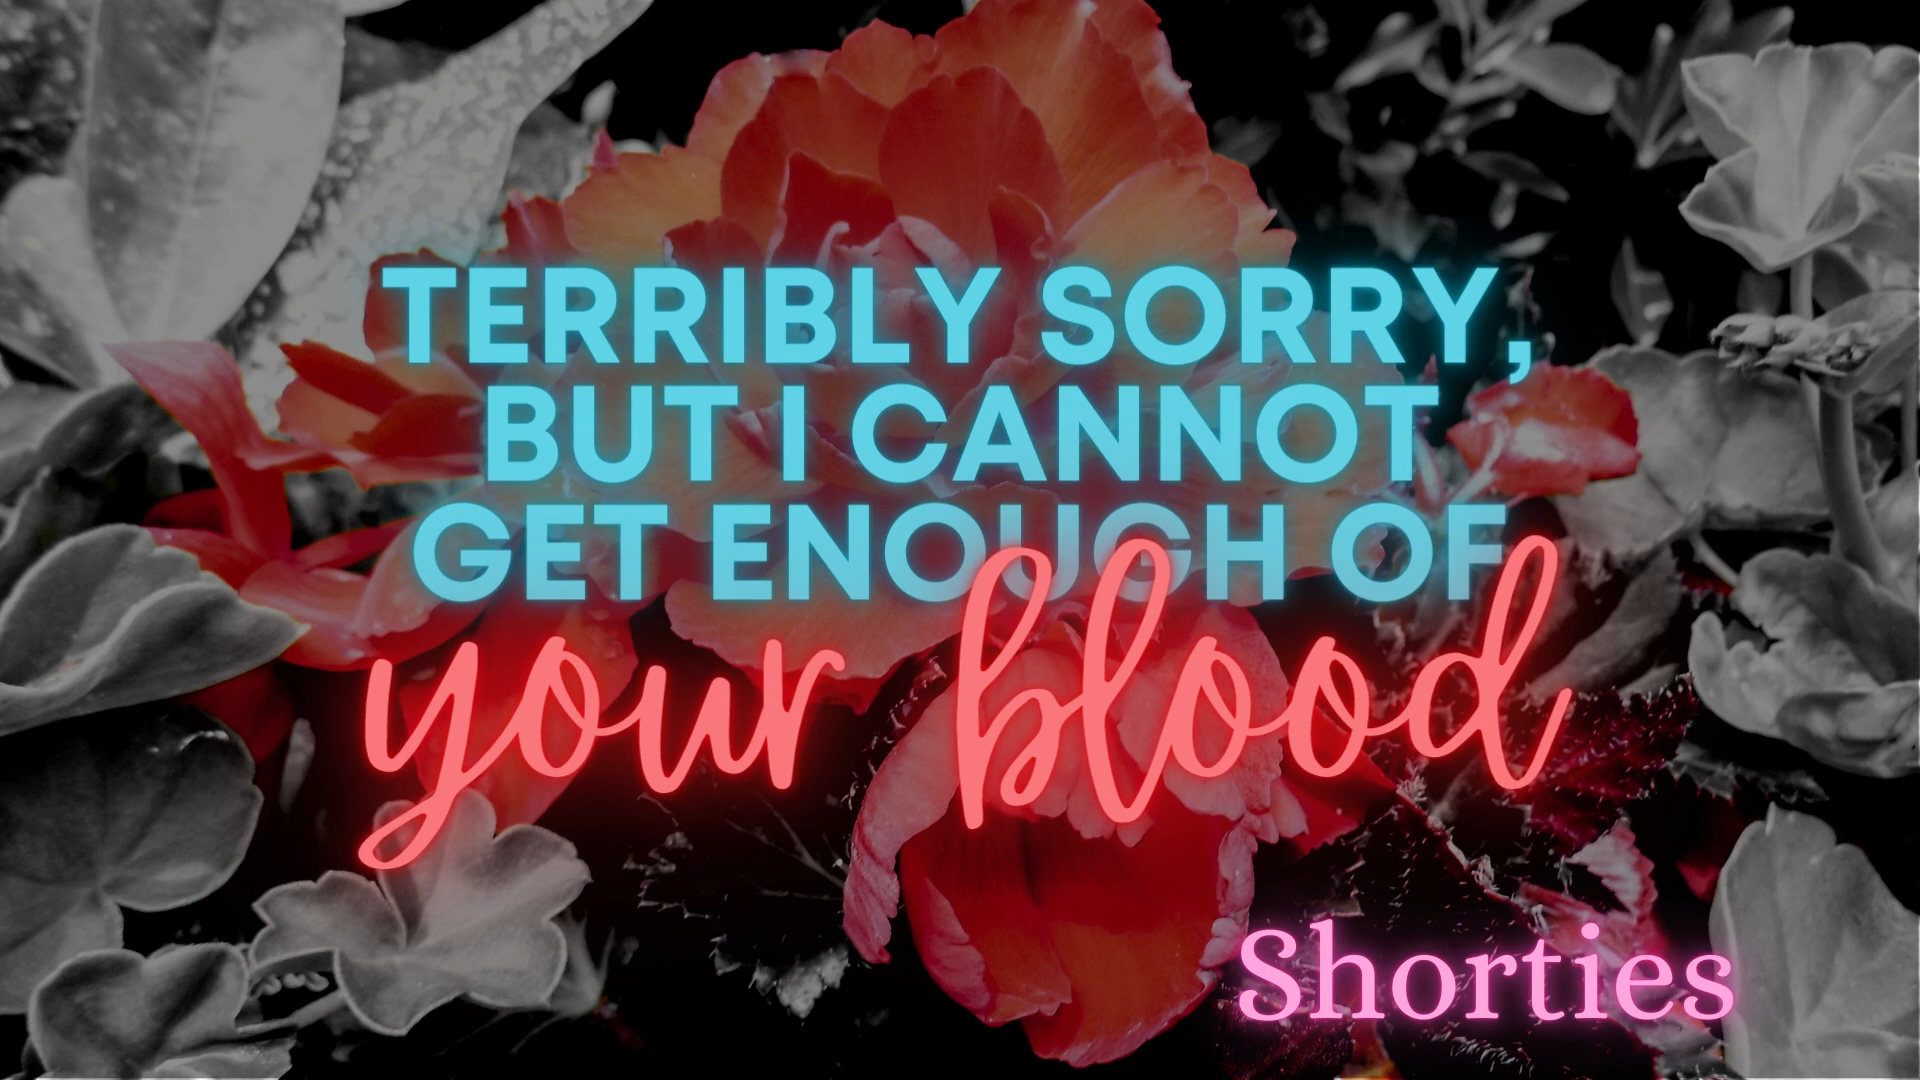 TERRIBLY SORRY,
BUT I CANNOT
GET ENOUGH OF
your blood
Shorties